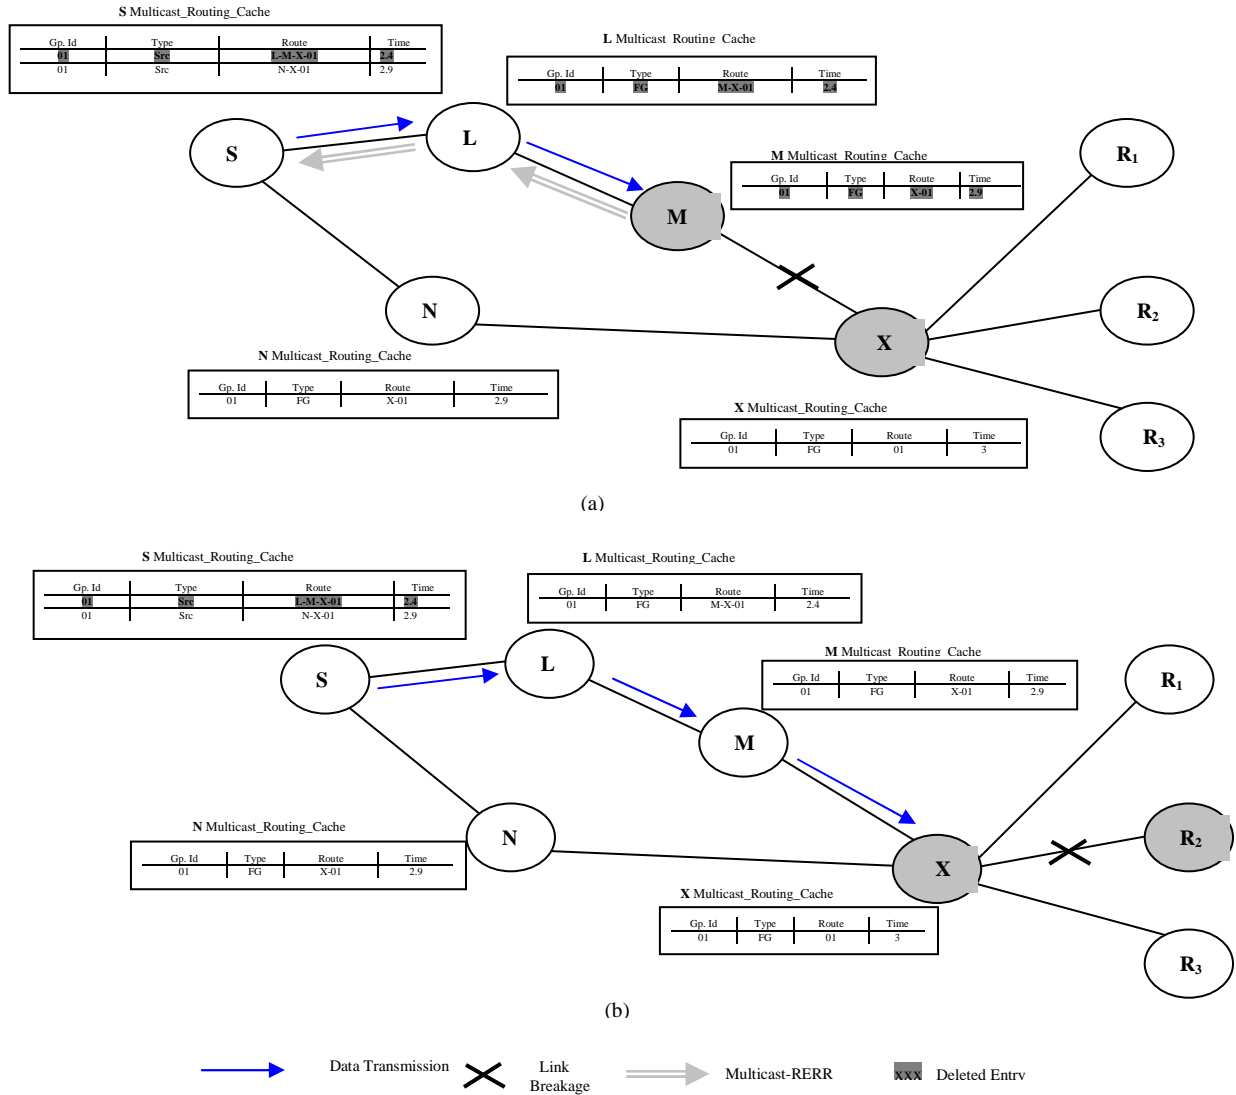 S Multicast_Routing_Cache
Gp. Id Type Route Time
01 Src L-M-X-01 2.4
01 Src N-X-01 2.9
L Multicast_Routing_Cache
Gp. Id Type Route Time
01 FG M-X-01 2.4
M Multicast_Routing_Cache
Gp. Id Type Route Time
01 FG X-01 2.9
S
L
M
N
X
R1
R2
R3
N Multicast_Routing_Cache
Gp. Id Type Route Time
01 FG X-01 2.9
X Multicast_Routing_Cache
Gp. Id Type Route Time
01 FG 01 3
(a)
S Multicast_Routing_Cache
Gp. Id Type Route Time
01 Src L-M-X-01 2.4
01 Src N-X-01 2.9
L Multicast_Routing_Cache
Gp. Id Type Route Time
01 FG M-X-01 2.4
M Multicast_Routing_Cache
Gp. Id Type Route Time
01 FG X-01 2.9
S
L
M
N
X
R1
R2
R3
N Multicast_Routing_Cache
Gp. Id Type Route Time
01 FG X-01 2.9
X Multicast_Routing_Cache
Gp. Id Type Route Time
01 FG 01 3
(b)
Data Transmission
Link
Breakage
Multicast-RERR
XXX Deleted Entry